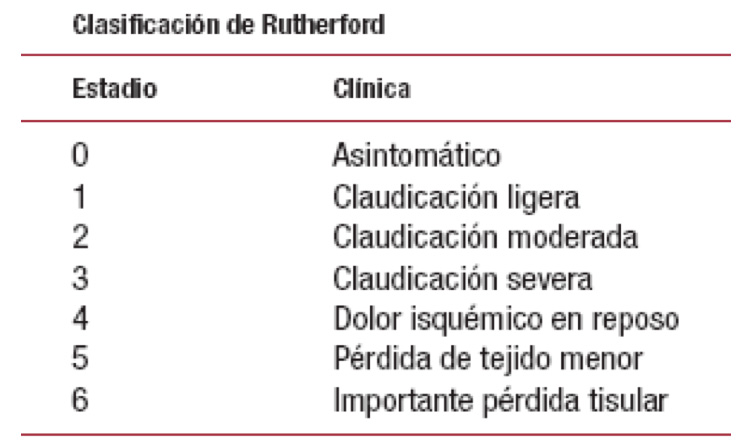 Clasificación de Rutherford
Estadio Clínica
0 Asintomático
1 Claudicación ligera
2 Claudicación moderada
3 Claudicación severa
4 Dolor isquémico en reposo
5 Pérdida de tejido menor
6 Importante pérdida tisular